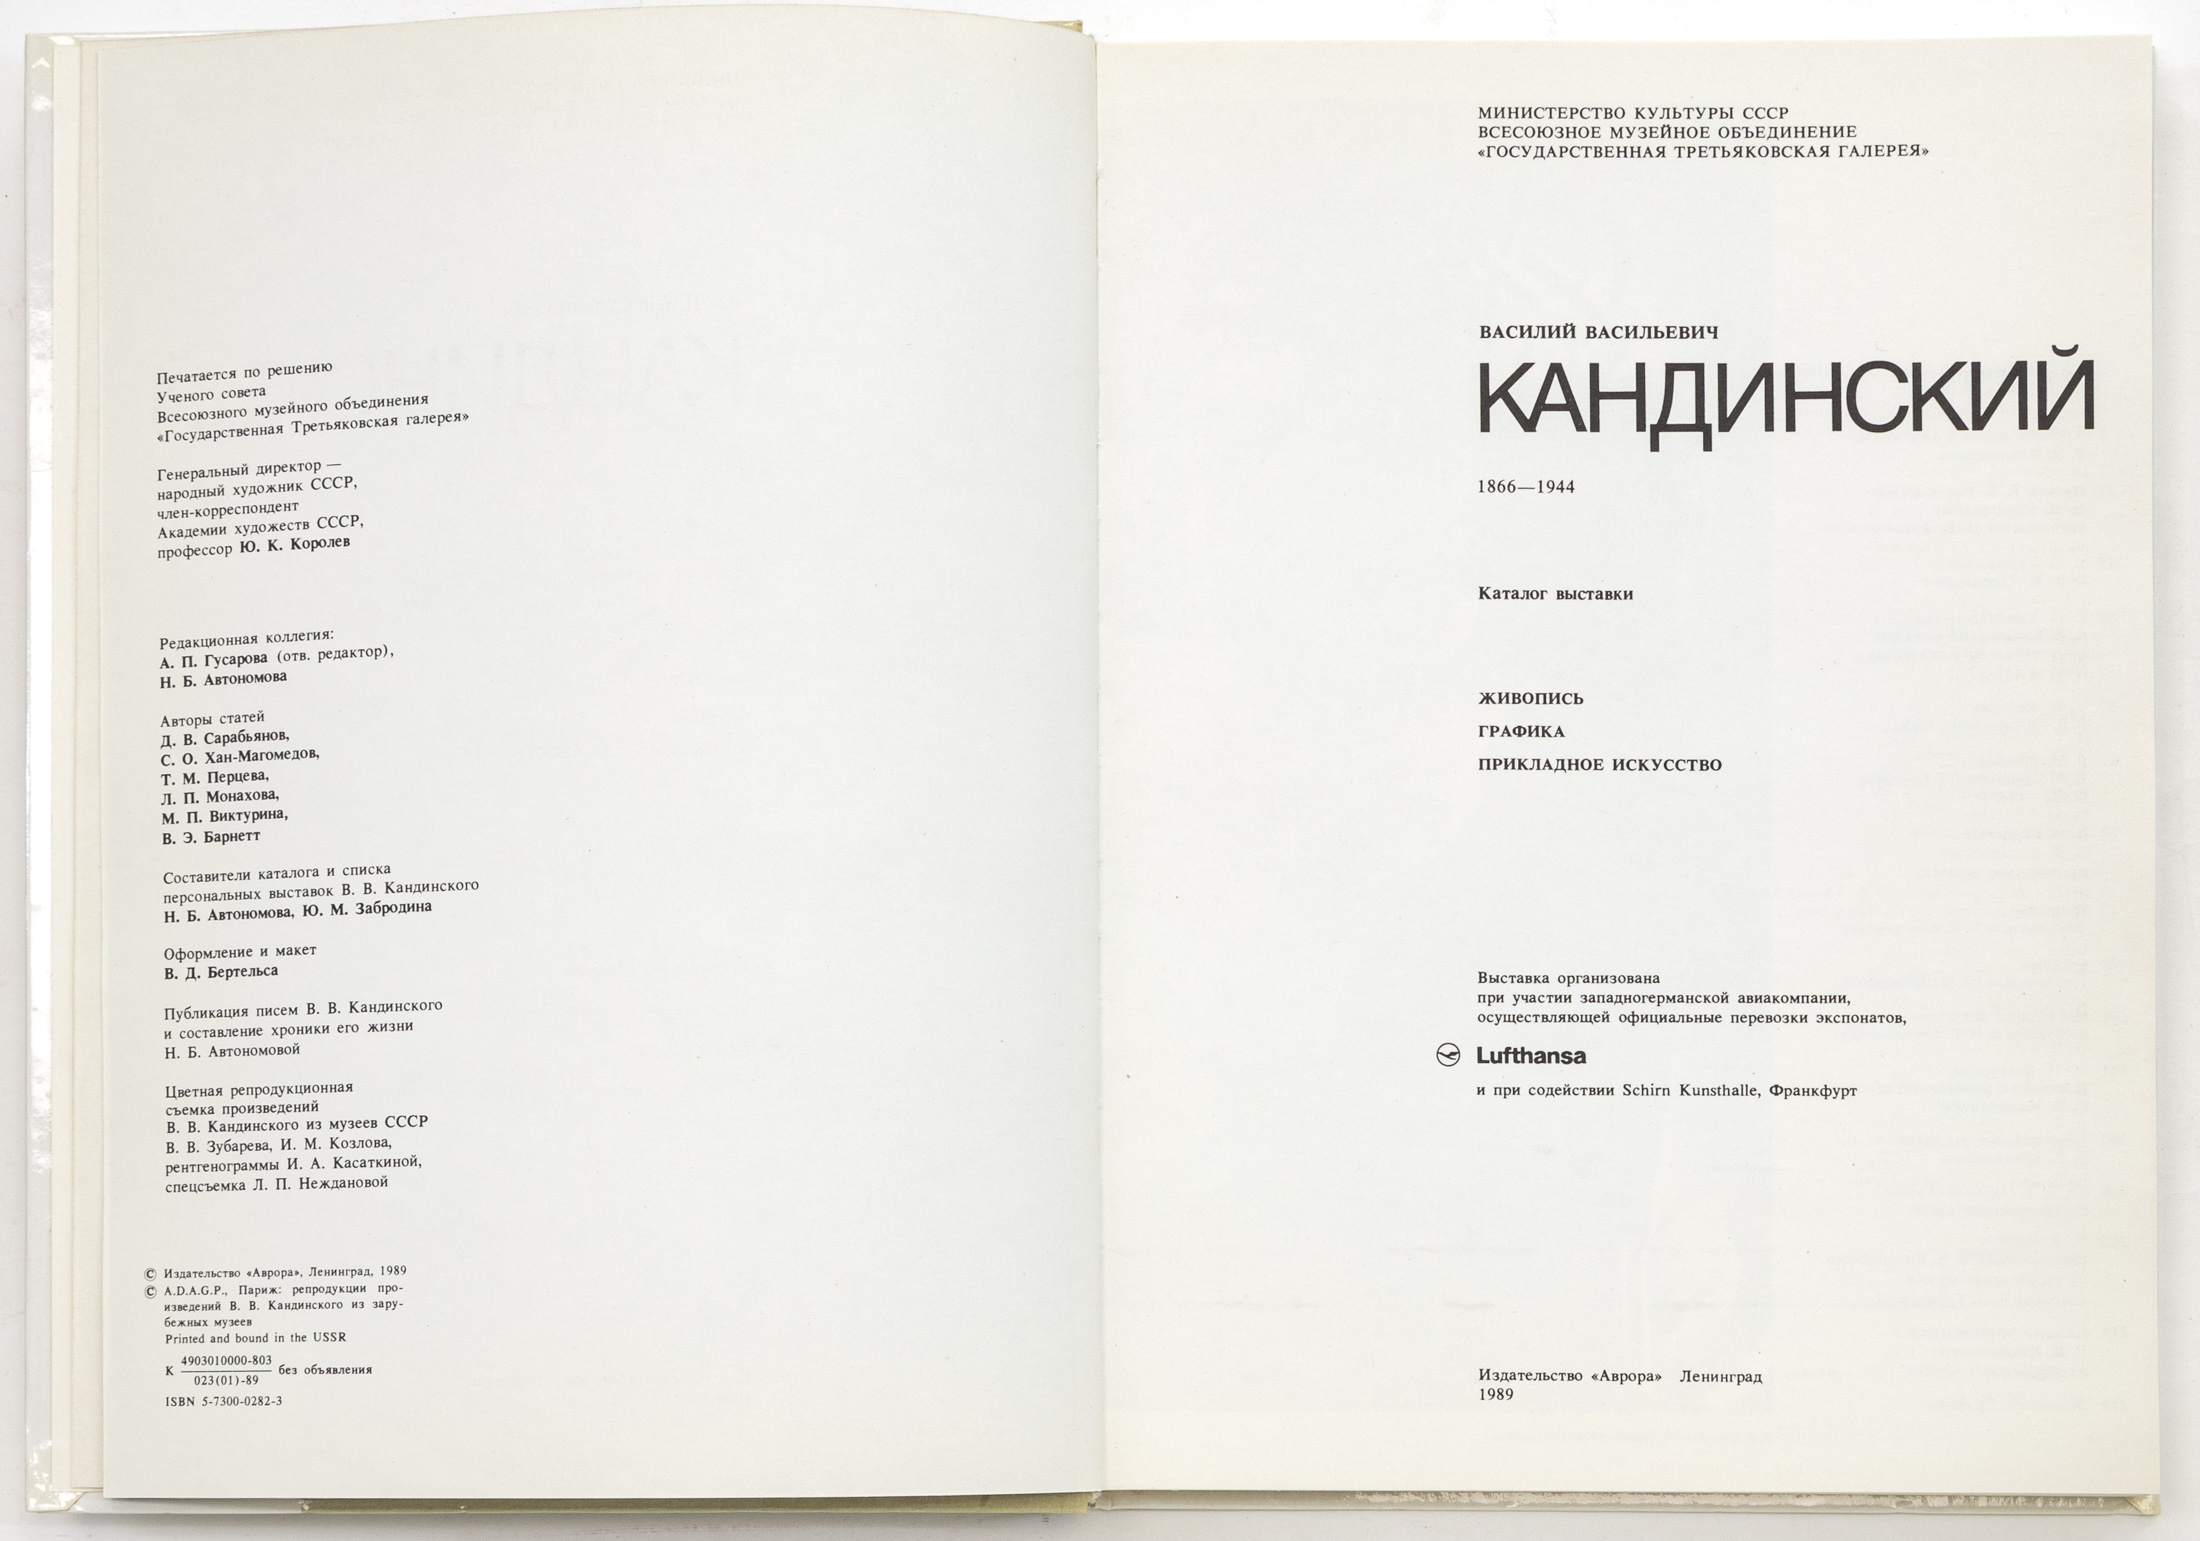 Печатается по решению
Ученого совета
Всесоюзного музейного объединения
«Государственная Третьяковская галерея»
Генеральный директор —
народный художник СССР,
член-корреспондент
Академии художеств СССР,
профессор Ю. К. Королев
Редакционная коллегия:
А. П. Гусарова (отв. редактор),
Н. Б. Автономова
Авторы статей
Д. В. Сарабьянов,
С. О. Хан-Магомедов,
Т. М. Перцева,
Л. П. Монахова,
М. П. Виктурина,
В. Э. Барнетт
Составители каталога и списка
персональных выставок В. В. Кандинского
Н. Б. Автономова, Ю. М. Забродина
Оформление и макет
В. Д. Бертельса
Публикация писем В. В. Кандинского
и составление хроники его жизни
Н. Б. Автономовой
Цветная репродукционная
съемка произведений
В. В. Кандинского из музеев СССР
В. В. Зубарева, И. М. Козлова,
рентгенограммы И. А. Касаткиной,
спецсъемка Л. П. Неждановой
© Издательство «Аврора», Ленинград, 1989
© A.D.A.G.P., Париж: репродукции про-
изведений В. В. Кандинского из зару-
бежных музеев
Printed and bound in the USSR
К 4903010000-803 без объявления
023(01)-89
ISBN 5-7300-0282-3
МИНИСТЕРСТВО КУЛЬТУРЫ СССР
ВСЕСОЮЗНОЕ МУЗЕЙНОЕ ОБЪЕДИНЕНИЕ
«ГОСУДАРСТВЕННАЯ ТРЕТЬЯКОВСКАЯ ГАЛЕРЕЯ»
ВАСИЛИЙ ВАСИЛЬЕВИЧ
КАНДИНСКИЙ
1866—1944
Каталог выставки
ЖИВОПИСЬ
ГРАФИКА
ПРИКЛАДНОЕ ИСКУССТВО
Выставка организована
при участии западногерманской авиакомпании,
осуществляющей официальные перевозки экспонатов,
Lufthansa
и при содействии Schirn Kunsthalle, Франкфурт
Издательство «Аврора» Ленинград
1989